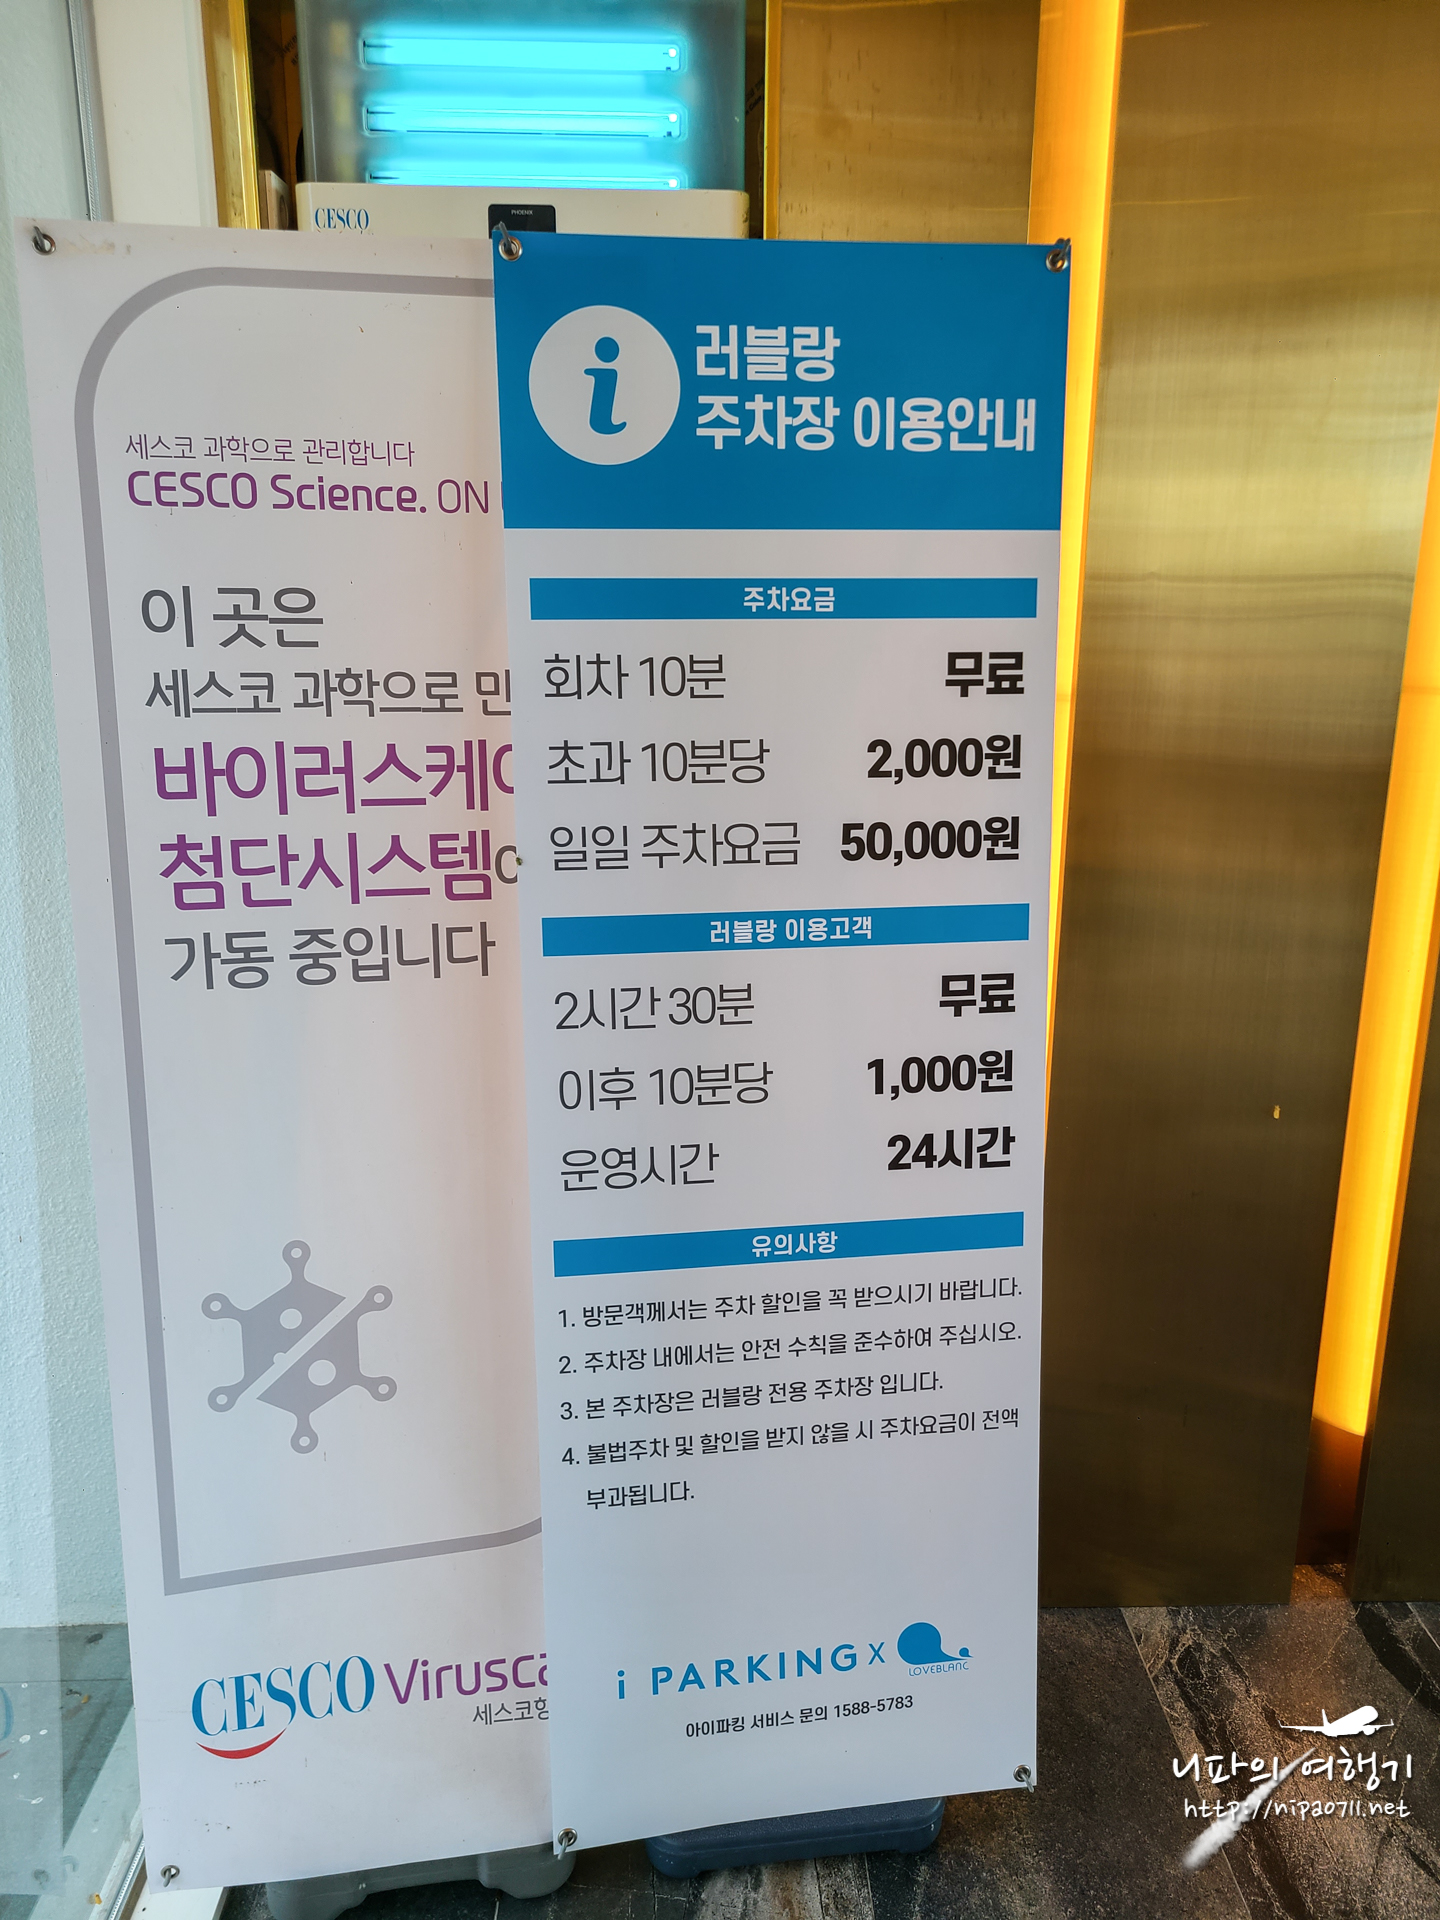 CESCO
PHOENIX
세스코 과학으로 관리합니다
CESCO Science. ON
이 곳은
세스코 과학으로
바이러스케어
첨단시스템
가동 중입니다
CESCO Virusca
세스코
i
러블랑
주차장 이용안내
주차요금
회차 10분 무료
초과 10분당 2,000원
일일 주차요금 50,000원
러블랑 이용고객
2시간 30분 무료
이후 10분당 1,000원
운영시간 24시간
유의사항
1. 방문객께서는 주차 할인을 꼭 받으시기 바랍니다.
2. 주차장 내에서는 안전 수칙을 준수하여 주십시오.
3. 본 주차장은 러블랑 전용 주차장 입니다.
4. 불법주차 및 할인을 받지 않을 시 주차요금이 전액
부과됩니다.
i PARKING X LOVEBLANC
아이파킹 서비스 문의 1588-5783
니파의 여행기
http://nipa0711.net